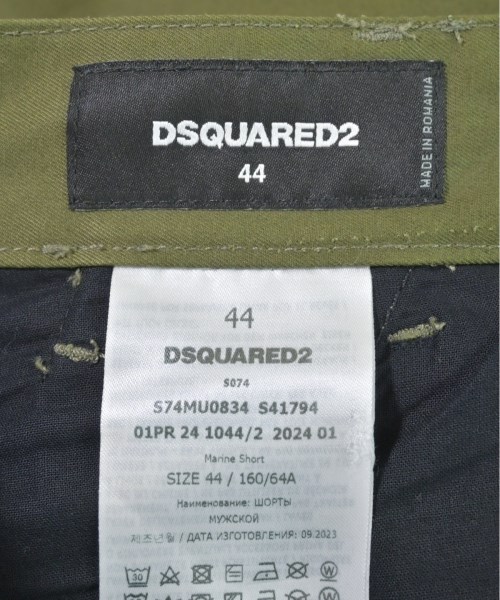 DSQUARED2
44
MADE IN ROMANIA
44
DSQUARED2
S074
S74MU0834 S41794
01PR 24 1044/2 2024 01
Marine Short
SIZE 44 / 160/64A
Наименование: ШОРТЫ
МУЖСКОЙ
제조년월 / ДАТА ИЗГОТОВЛЕНИЯ: 09.2023
30